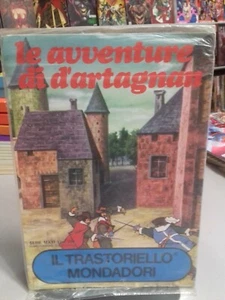 le avventure
di d'artagnan
IL TRASTORIELLO
MONDADORI